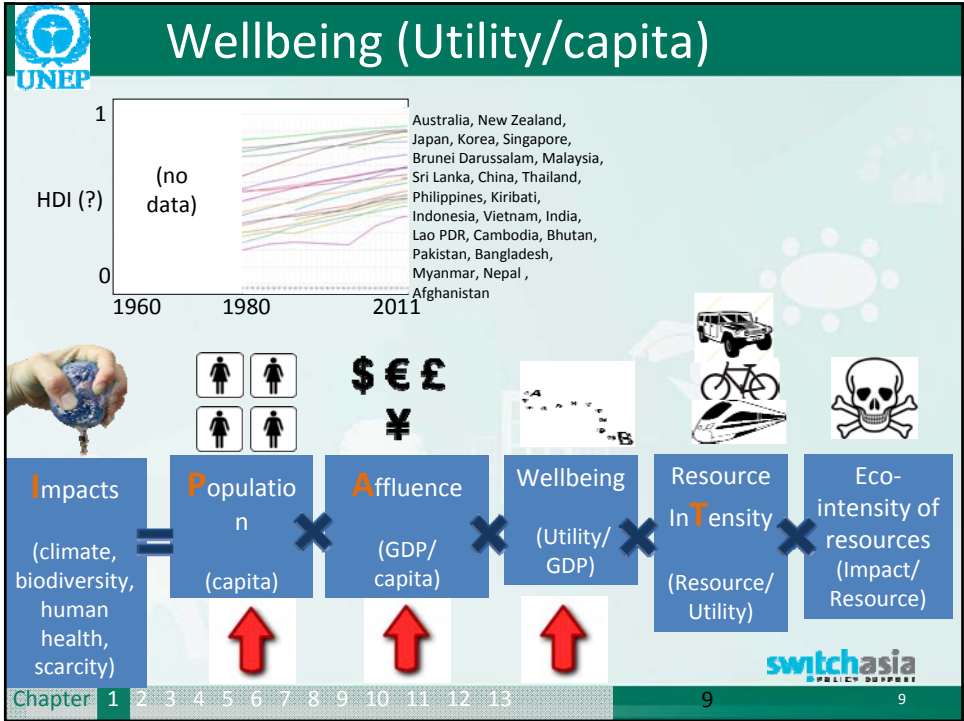 UNEP
Wellbeing (Utility/capita)
1
HDI (?)
0
(no
data)
1960
1980
2011
Australia, New Zealand,
Japan, Korea, Singapore,
Brunei Darussalam, Malaysia,
Sri Lanka, China, Thailand,
Philippines, Kiribati,
Indonesia, Vietnam, India,
Lao PDR, Cambodia, Bhutan,
Pakistan, Bangladesh,
Myanmar, Nepal ,
Afghanistan
$ € £
¥
A
B
Impacts
(climate,
biodiversity,
human
health,
scarcity)
=
Populatio
n
(capita)
×
Affluence
(GDP/
capita)
×
Wellbeing
(Utility/
GDP)
×
Resource
InTensity
(Resource/
Utility)
×
Eco-
intensity of
resources
(Impact/
Resource)
switchasia
POLICY SUPPORT
Chapter 1 2 3 4 5 6 7 8 9 10 11 12 13
9
9